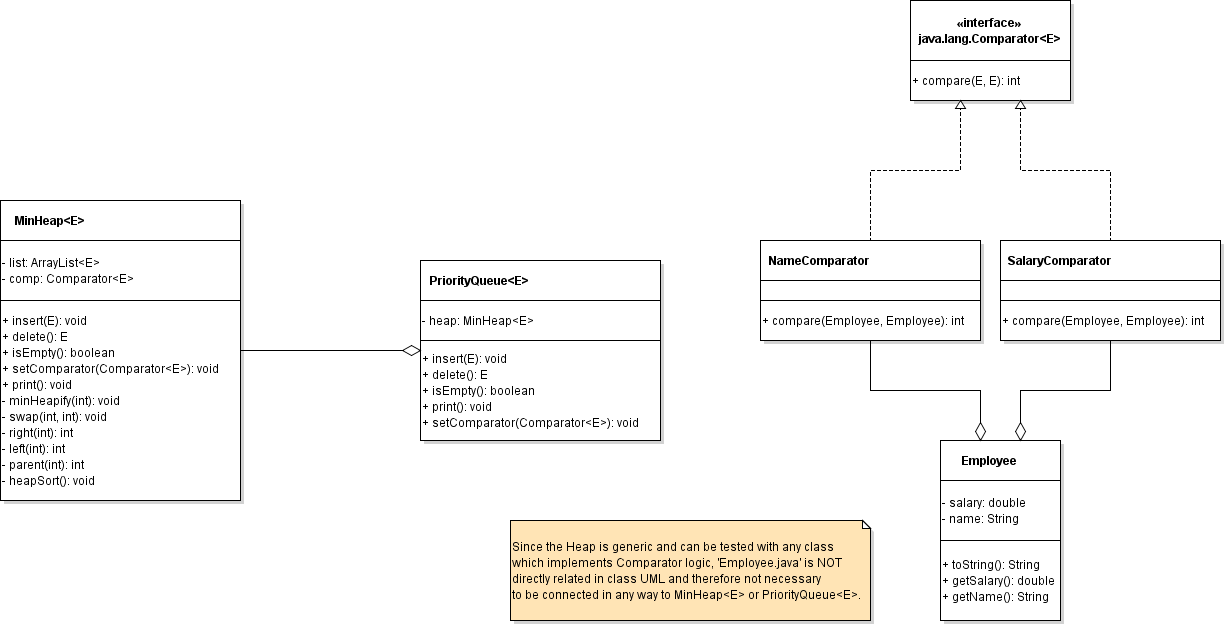 «interface»
java.lang.Comparator<E>
+ compare(E, E): int
MinHeap<E>
- list: ArrayList<E>
- comp: Comparator<E>
+ insert(E): void
+ delete(): E
+ isEmpty(): boolean
+ setComparator(Comparator<E>): void
+ print(): void
- minHeapify(int): void
- swap(int, int): void
- right(int): int
- left(int): int
- parent(int): int
- heapSort(): void
PriorityQueue<E>
- heap: MinHeap<E>
+ insert(E): void
+ delete(): E
+ isEmpty(): boolean
+ print(): void
+ setComparator(Comparator<E>): void
NameComparator
+ compare(Employee, Employee): int
SalaryComparator
+ compare(Employee, Employee): int
Employee
- salary: double
- name: String
+ toString(): String
+ getSalary(): double
+ getName(): String
Since the Heap is generic and can be tested with any class
which implements Comparator logic, 'Employee.java' is NOT
directly related in class UML and therefore not necessary
to be connected in any way to MinHeap<E> or PriorityQueue<E>.